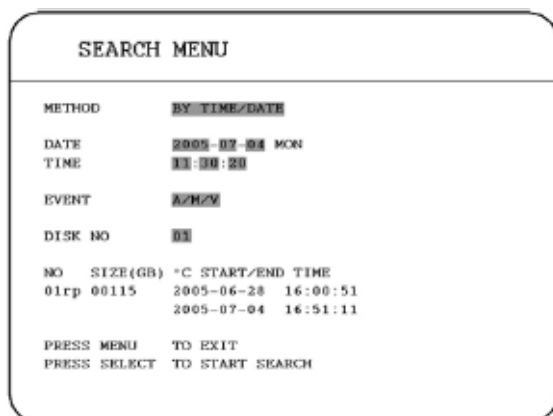 SEARCH MENU
METHOD BY TIME/DATE
DATE 2005-07-04 MON
TIME 11:30:20
EVENT A/M/V
DISK NO 01
NO SIZE(GB) °C START/END TIME
01rp 00115 2005-06-28 16:00:51
2005-07-04 16:51:11
PRESS MENU TO EXIT
PRESS SELECT TO START SEARCH